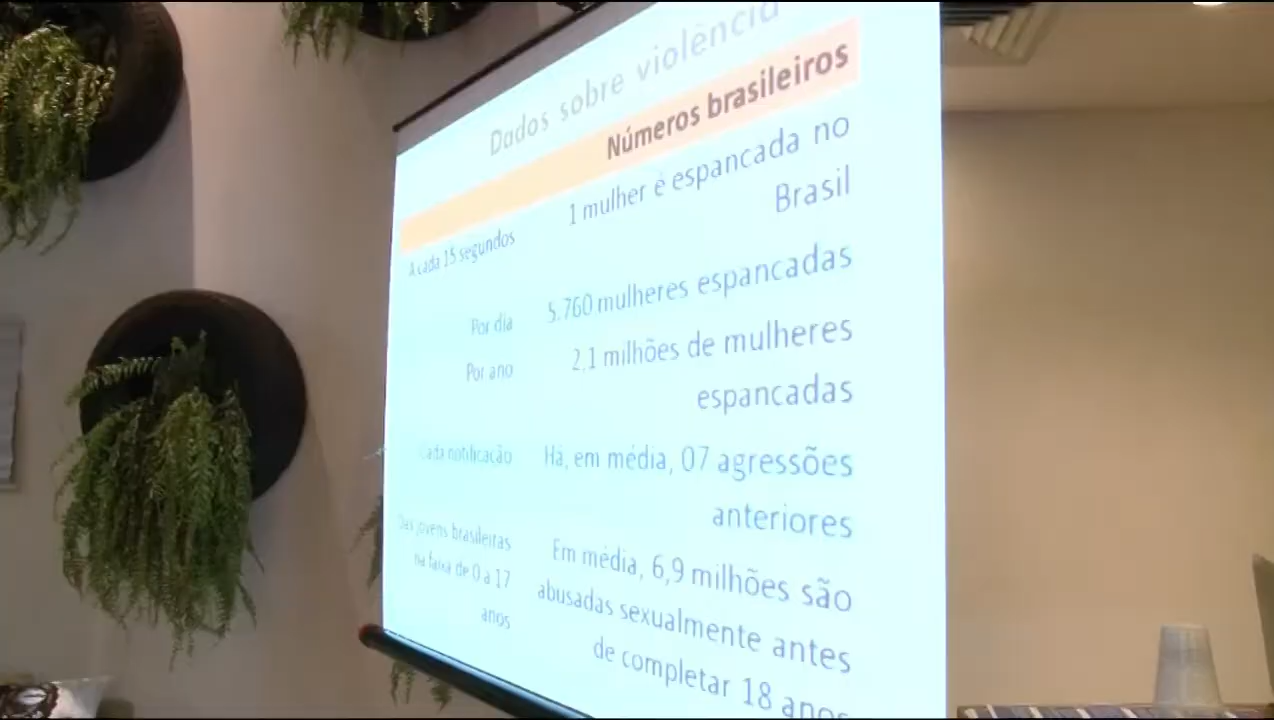 Dados sobre violência
Números brasileiros
A cada 15 segundos
1 mulher é espancada no
Brasil
Por dia
5.760 mulheres espancadas
Por ano
2,1 milhões de mulheres
espancadas
Cada notificação
Há, em média, 07 agressões
anteriores
Das jovens brasileiras
na faixa de 0 a 17
anos
Em média, 6,9 milhões são
abusadas sexualmente antes
de completar 18 anos